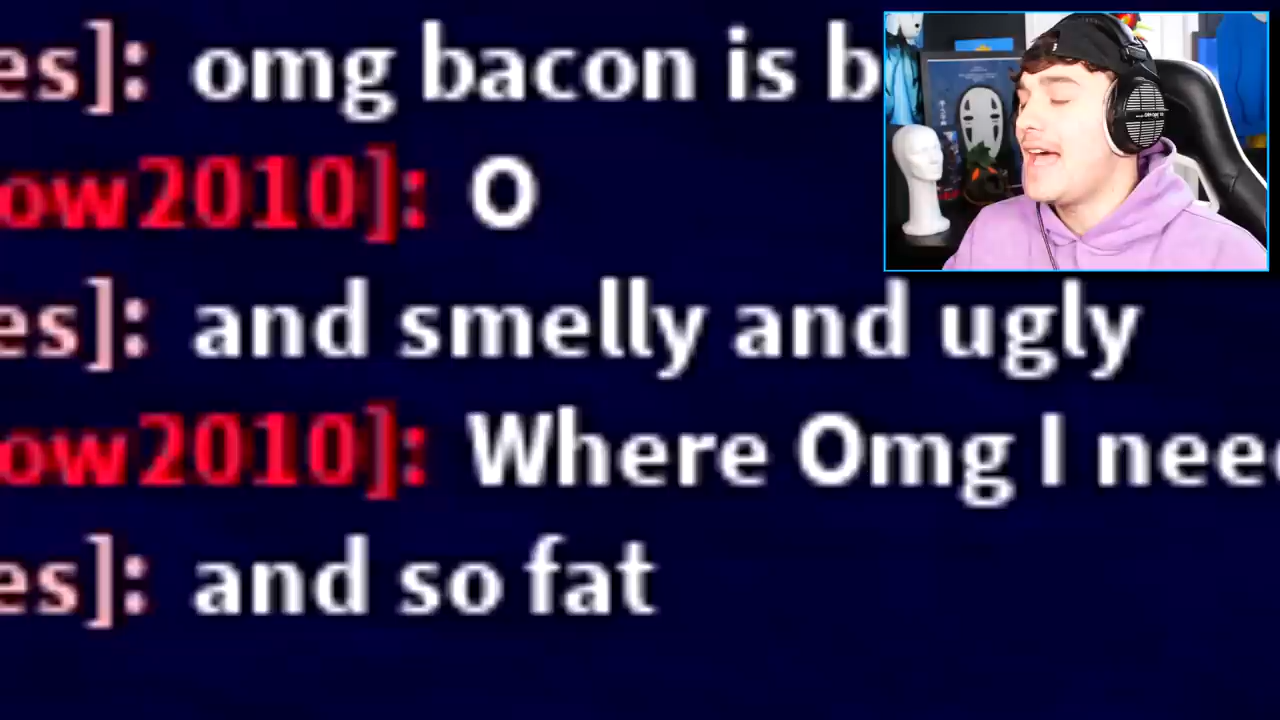 es]: omg bacon is b
ow2010]: O
es]: and smelly and ugly
ow2010]: Where Omg I nee
es]: and so fat